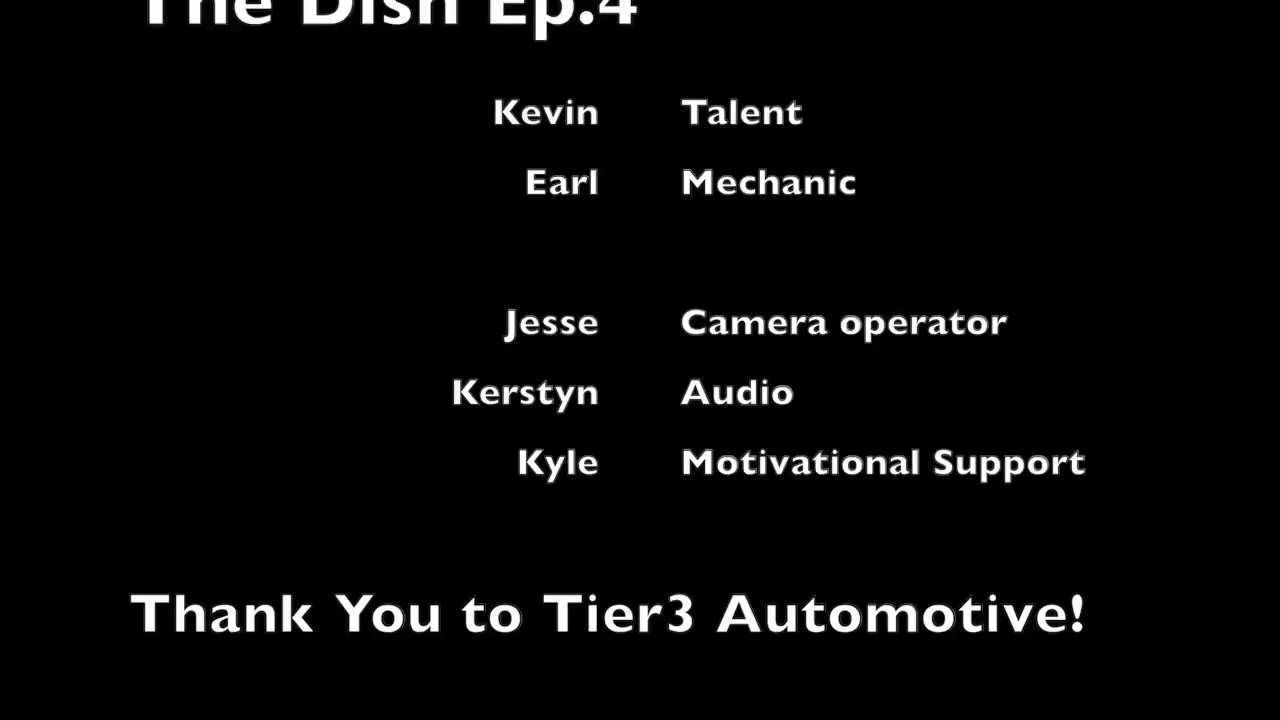 The Dish Ep.4
Kevin Talent
Earl Mechanic
Jesse Camera operator
Kerstyn Audio
Kyle Motivational Support
Thank You to Tier3 Automotive!